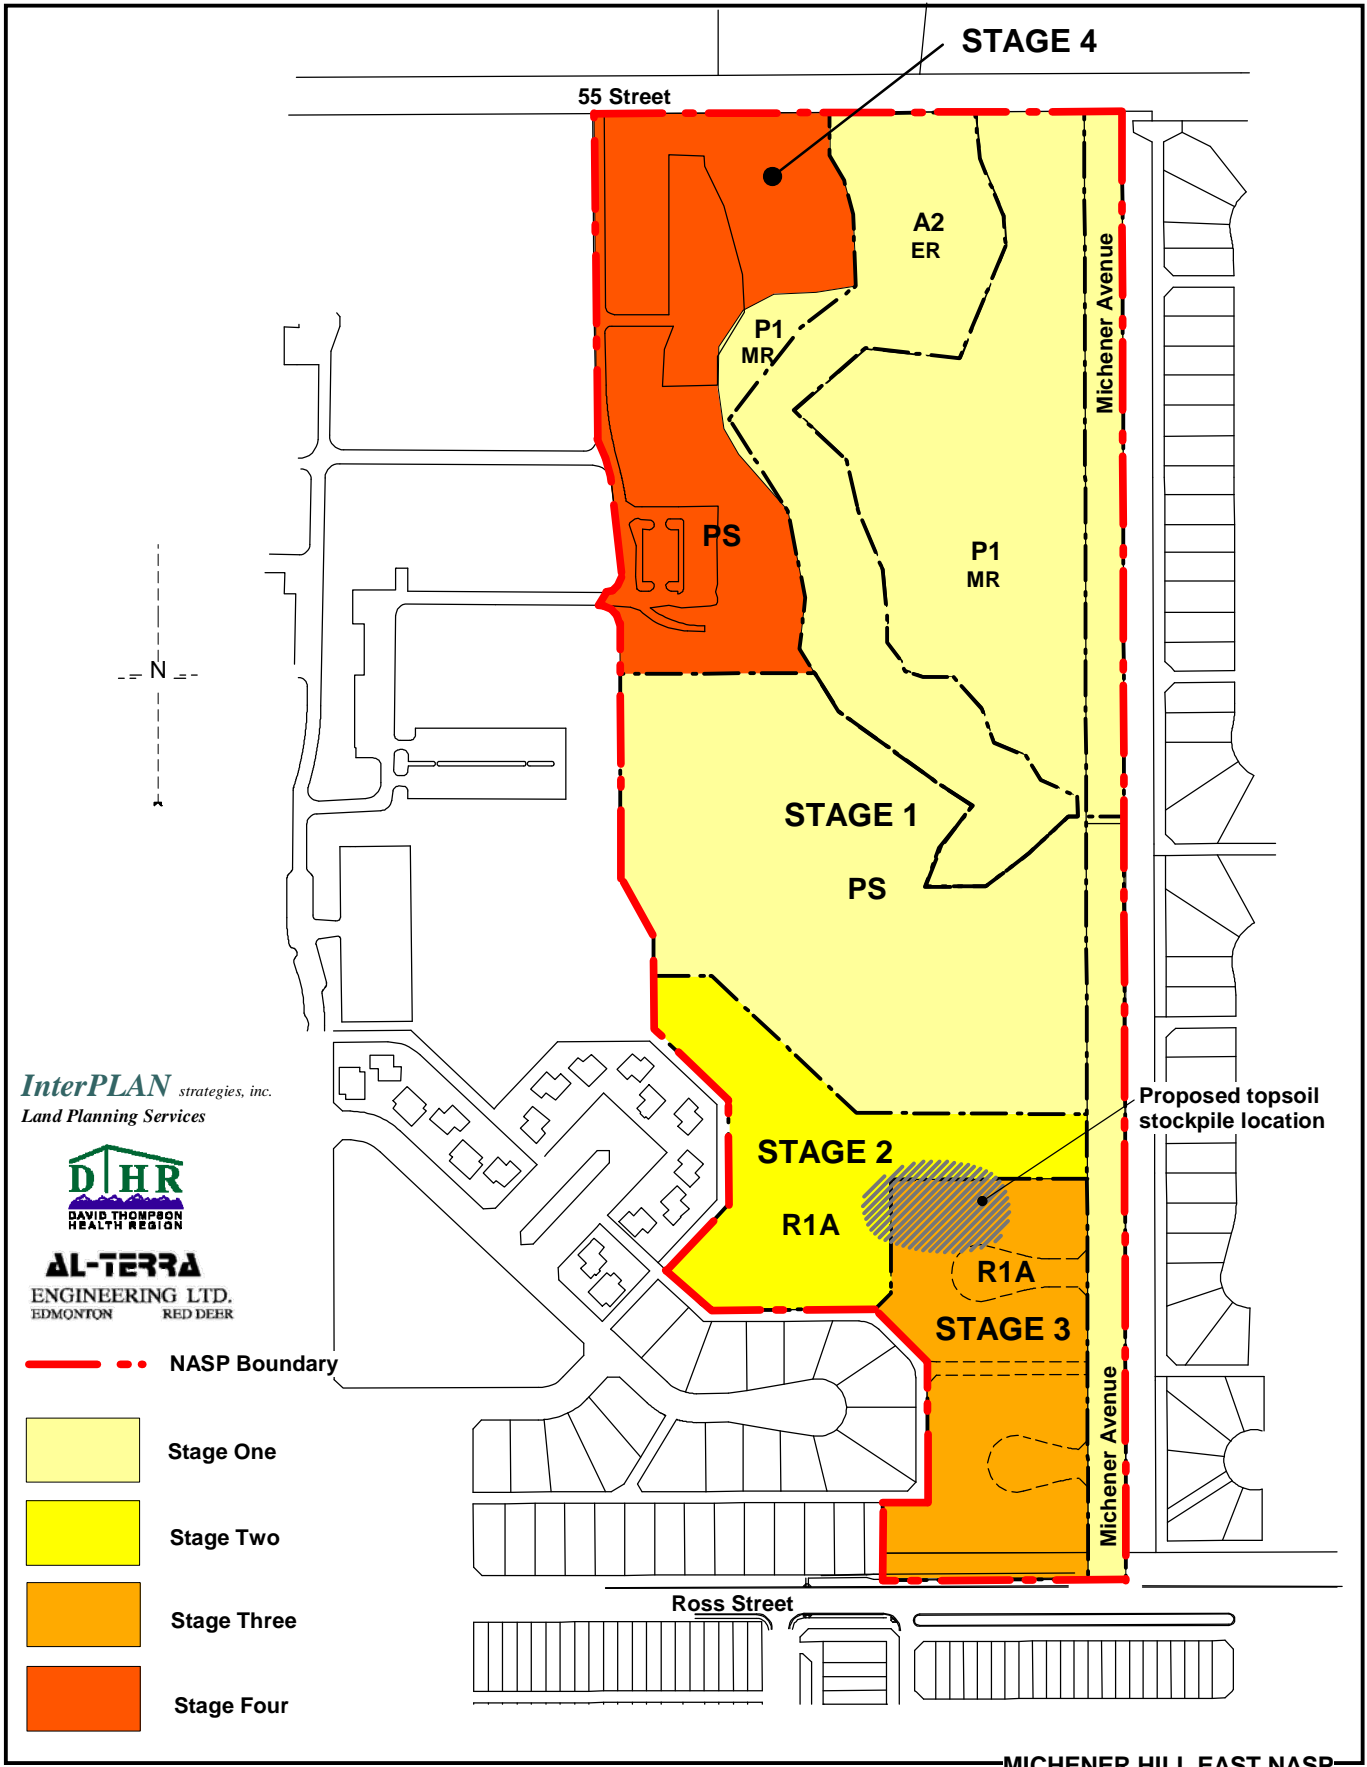 STAGE 4
55 Street
A2
ER
Michener Avenue
P1
MR
PS
P1
MR
N
STAGE 1
PS
InterPLAN strategies, inc.
Land Planning Services
Proposed topsoil
stockpile location
DHR
DAVID THOMPSON
HEALTH REGION
STAGE 2
R1A
AL-TERRA
ENGINEERING LTD.
EDMONTON RED DEER
R1A
STAGE 3
NASP Boundary
Michener Avenue
Stage One
Stage Two
Stage Three
Stage Four
Ross Street
MICHENER HILL EAST NASP